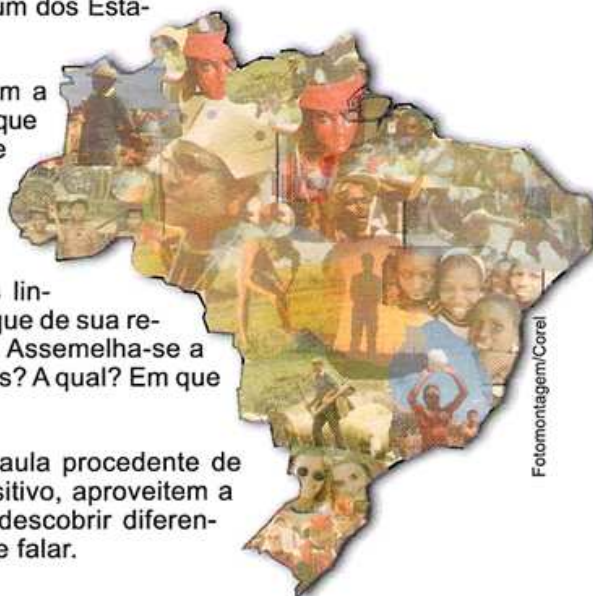 um dos Esta-
m a
que
e
lin-
que de sua re-
Assemelha-se a
s? A qual? Em que
aula procedente de
sitivo, aproveitem a
descobrir diferen-
e falar.
Fotomontagem/Corel